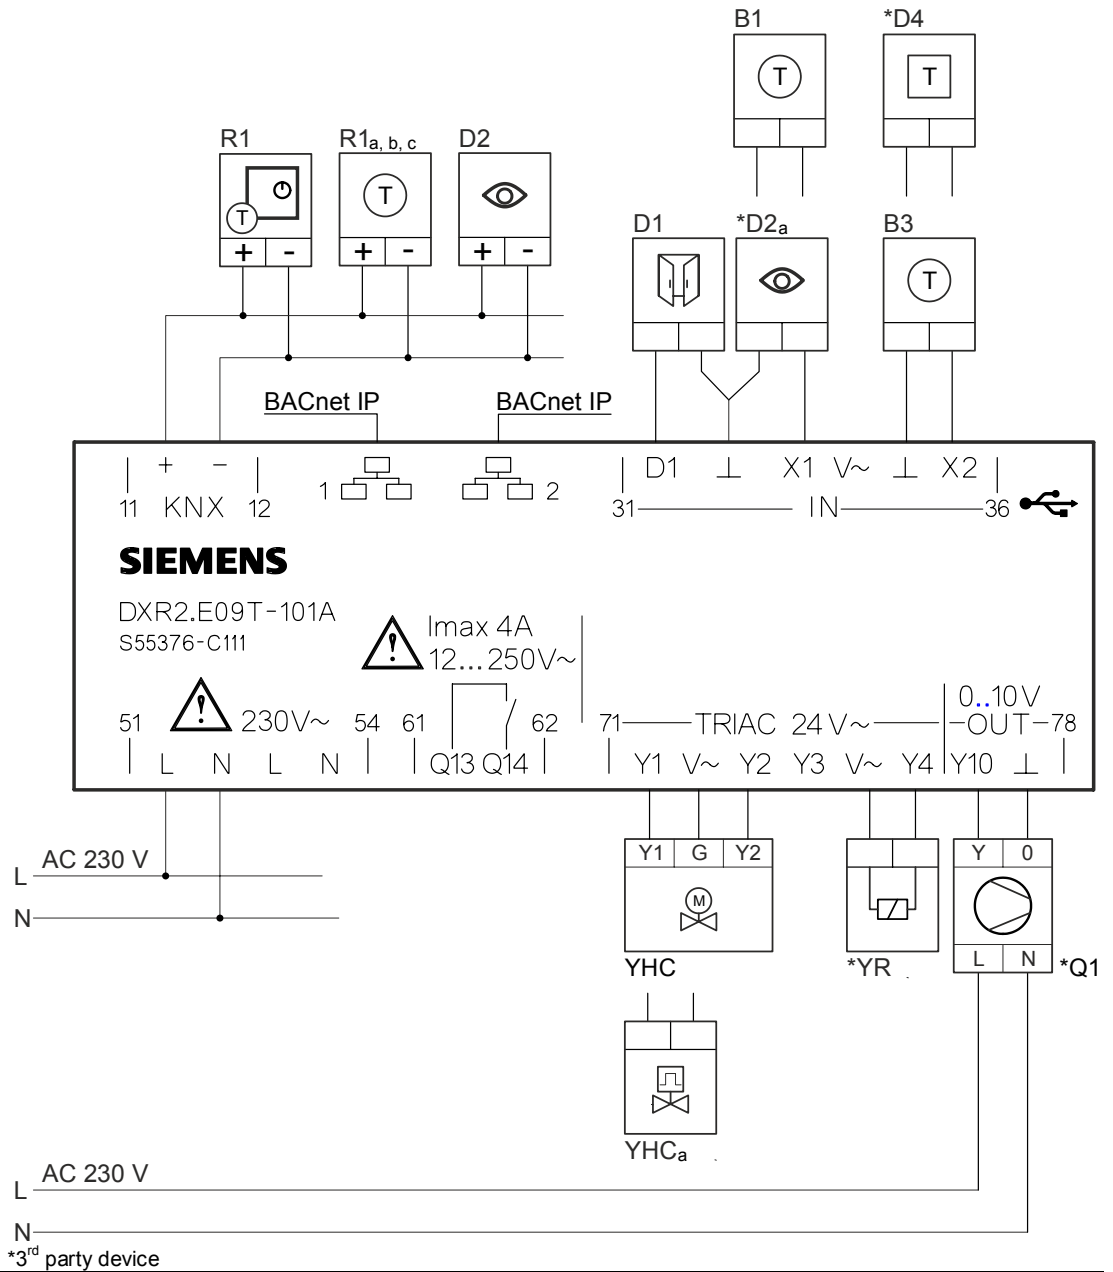 B1 *D4
T T
R1 R1a, b, c D2
T T
+ - + - + -
D1 *D2a B3
T
BACnet IP BACnet IP
+ - D1 ⊥ X1 V~ ⊥ X2
11 KNX 12 1 2 31 IN 36
SIEMENS
DXR2.E09T-101A
S55376-C111
! Imax 4A
12...250V~
! 0..10V
51 230V~ 54 61 62 71 TRIAC 24V~ OUT 78
L N L N Q13 Q14 Y1 V~ Y2 Y3 V~ Y4 Y10 ⊥
Y1 G Y2 Y 0
L AC 230 V
M
N
L N
YHC *YR *Q1
YHCa
L AC 230 V
N
*3rd party device